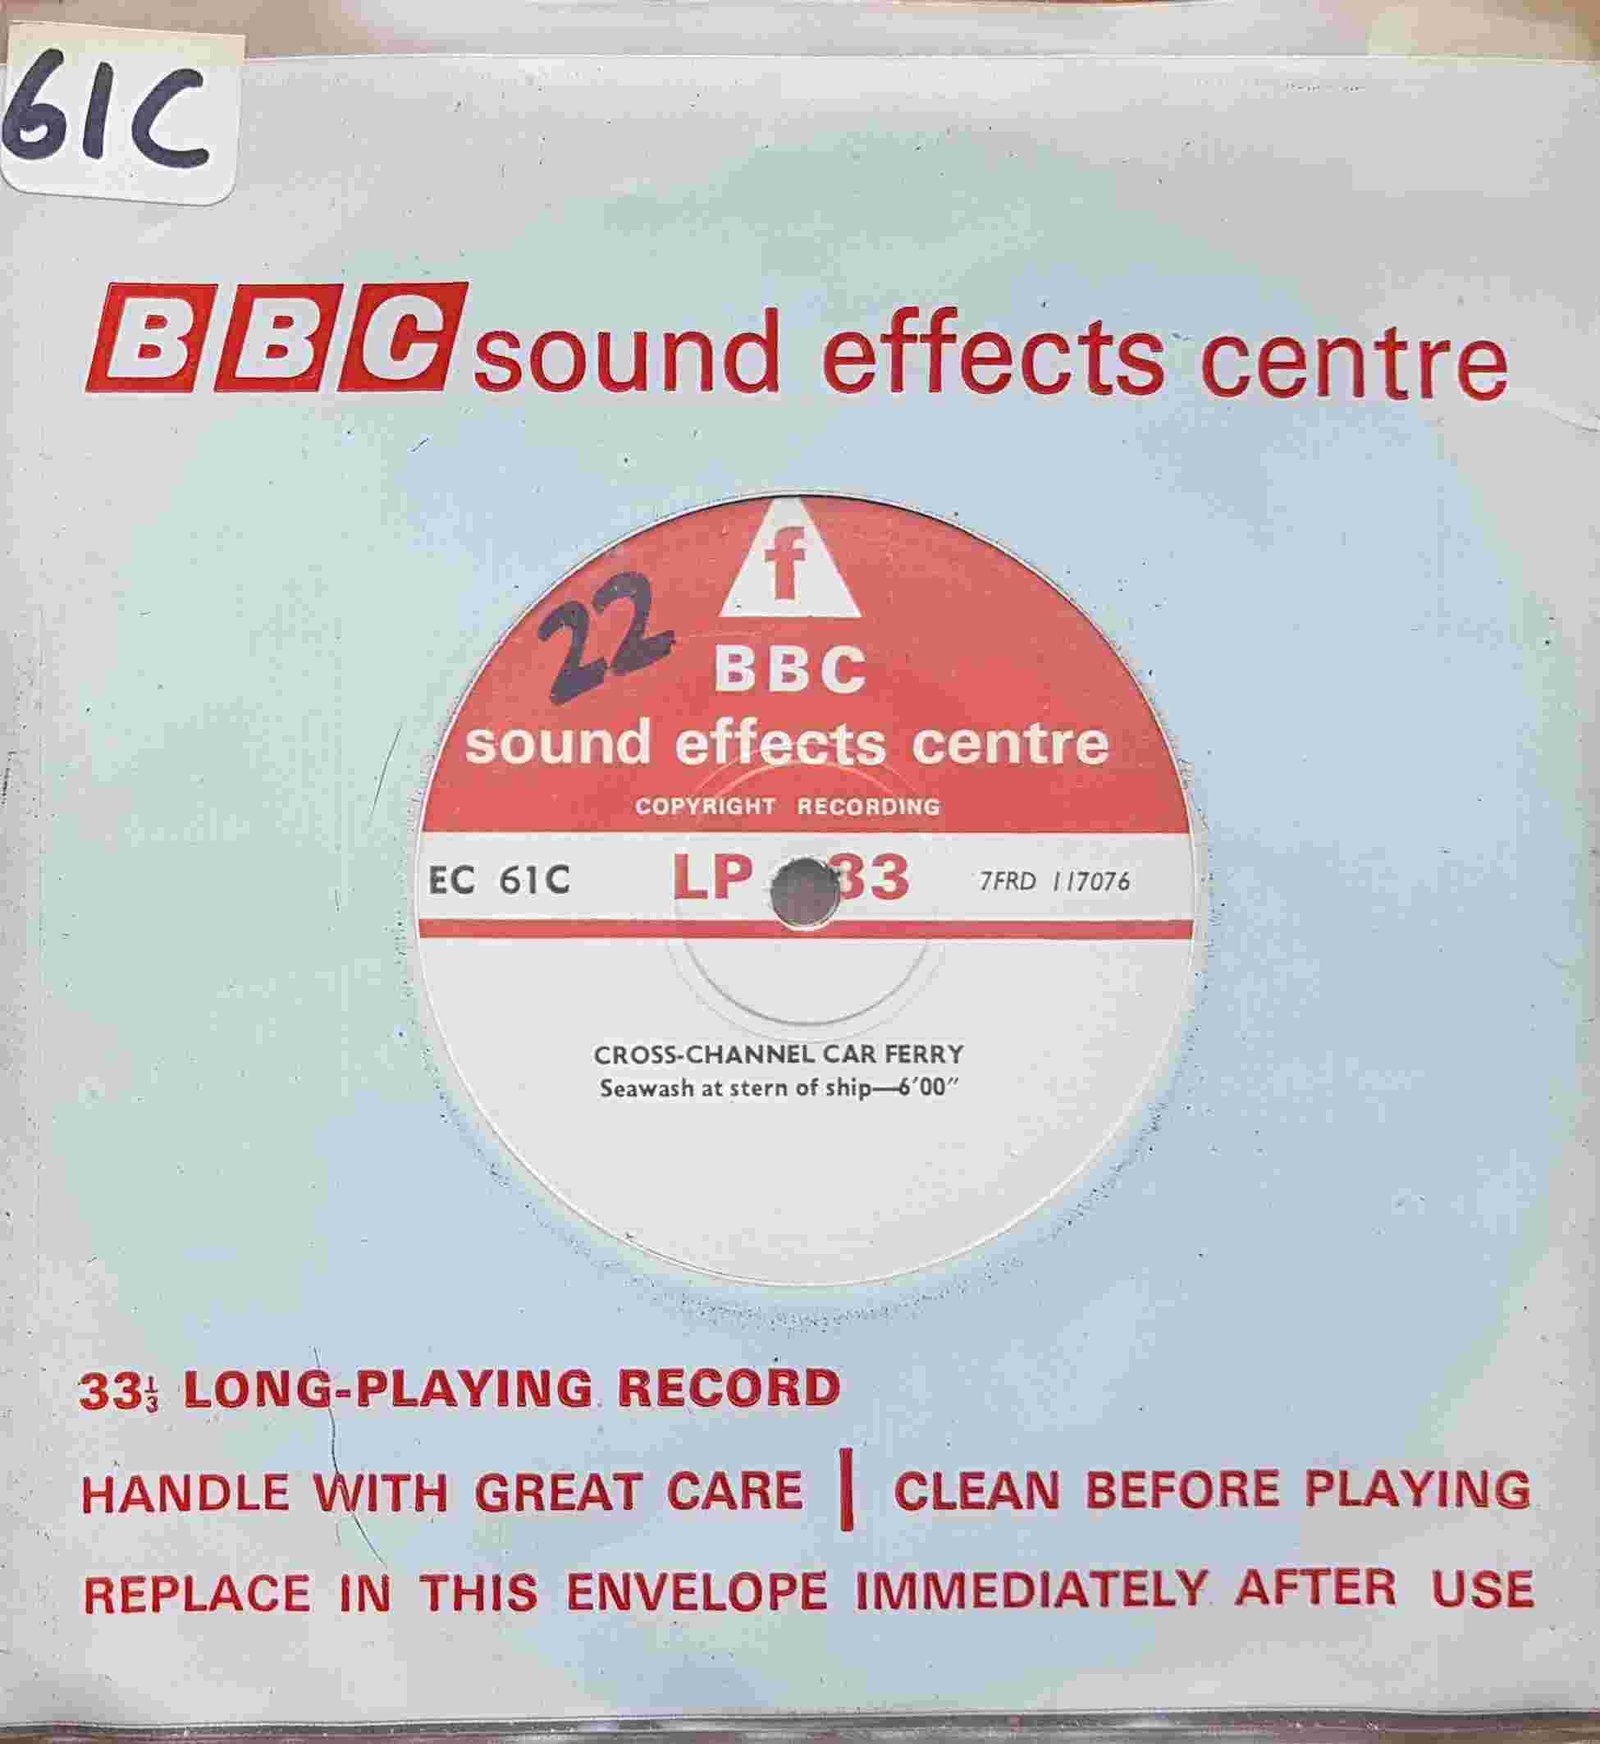 61C
BBC sound effects centre
f
22
BBC
sound effects centre
COPYRIGHT RECORDING
EC 61C LP 33 7FRD 117076
CROSS-CHANNEL CAR FERRY
Seawash at stern of ship—6′00″
33⅓ LONG-PLAYING RECORD
HANDLE WITH GREAT CARE | CLEAN BEFORE PLAYING
REPLACE IN THIS ENVELOPE IMMEDIATELY AFTER USE